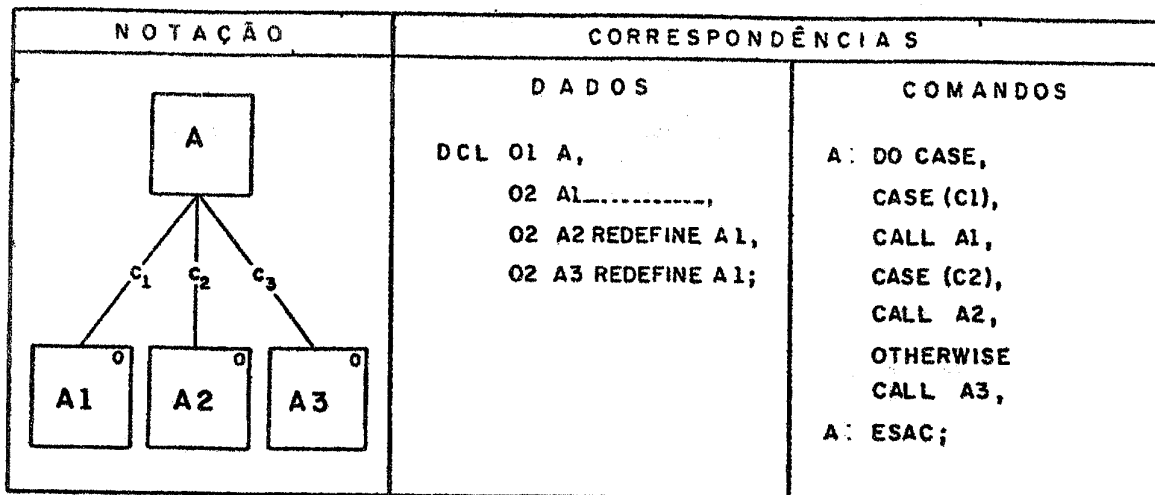 NOTAÇÃO
CORRESPONDÊNCIAS
DADOS
COMANDOS
A
C1
C2
C3
A1
O
A2
O
A3
O
DCL 01 A,
02 A1____________,
02 A2 REDEFINE A1,
02 A3 REDEFINE A1;
A: DO CASE,
CASE (C1),
CALL A1,
CASE (C2),
CALL A2,
OTHERWISE
CALL A3,
A: ESAC;